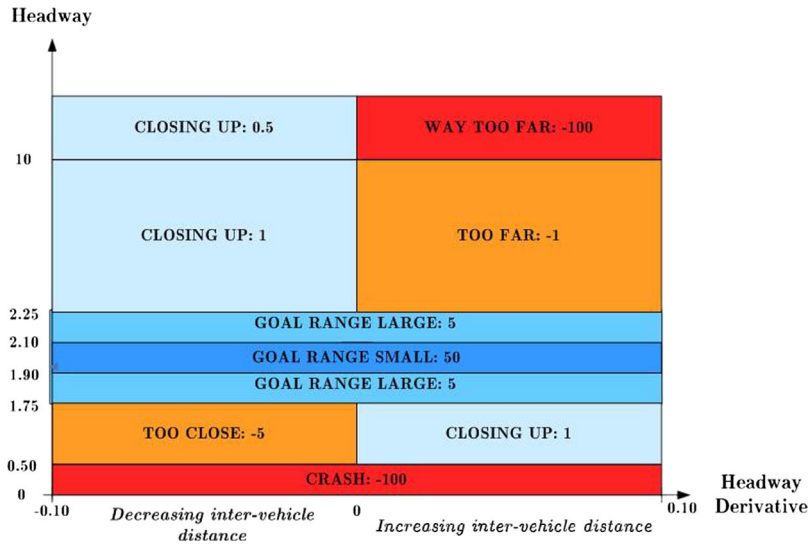 Headway
CLOSING UP: 0.5
WAY TOO FAR: -100
10
CLOSING UP: 1
TOO FAR: -1
2.25
GOAL RANGE LARGE: 5
2.10
GOAL RANGE SMALL: 50
1.90
GOAL RANGE LARGE: 5
1.75
TOO CLOSE: -5
CLOSING UP: 1
0.50
CRASH: -100
0
Headway
Derivative
-0.10
Decreasing inter-vehicle
distance
0
Increasing inter-vehicle distance
0.10